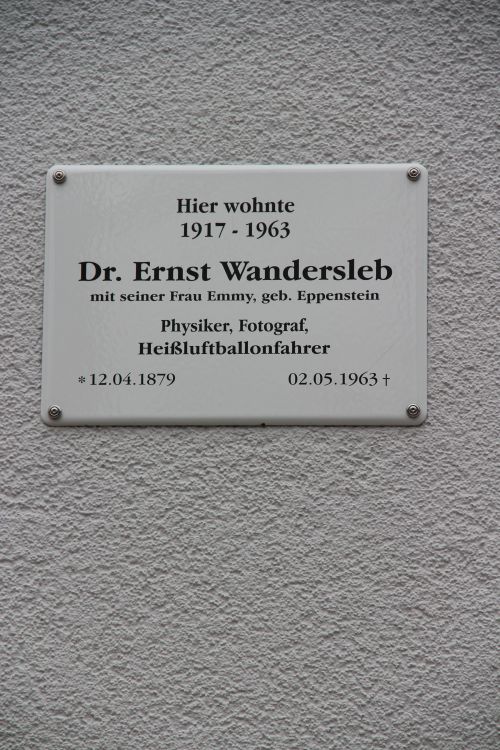 Hier wohnte
1917 - 1963
Dr. Ernst Wandersleb
mit seiner Frau Emmy, geb. Eppenstein
Physiker, Fotograf,
Heißluftballonfahrer
* 12.04.1879 02.05.1963 †